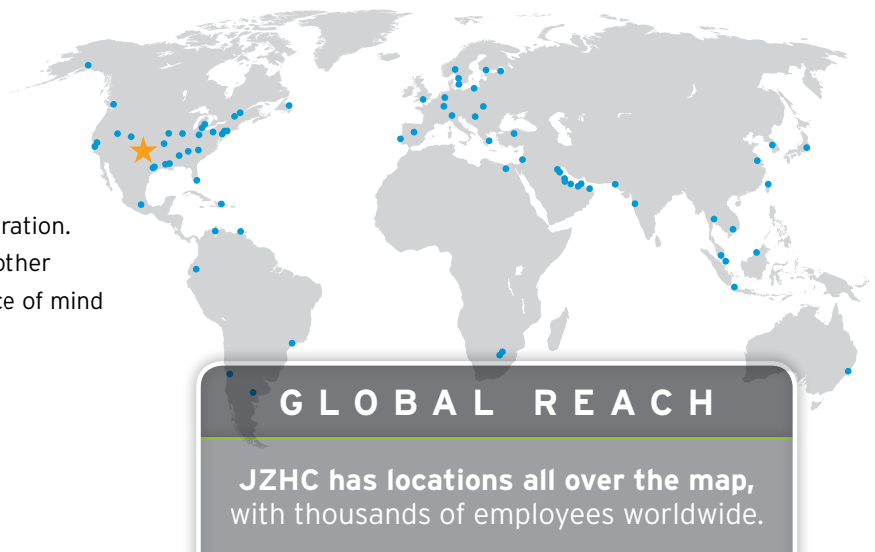 ration.
other
ce of mind
GLOBAL REACH
JZHC has locations all over the map,
with thousands of employees worldwide.